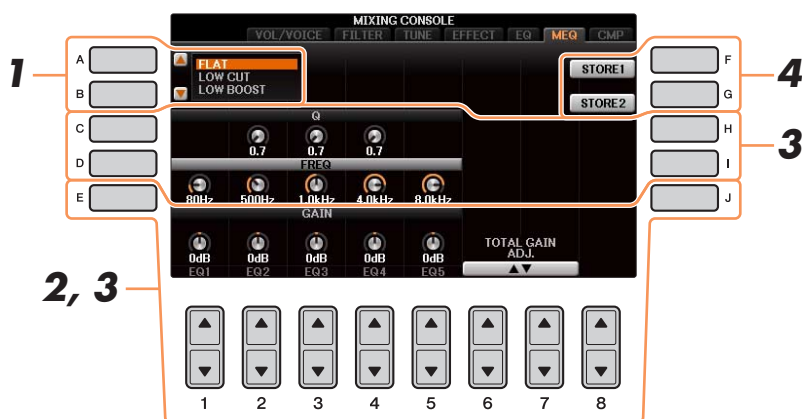 MIXING CONSOLE
VOL/VOICE FILTER TUNE EFFECT EQ MEQ CMP
1
A
FLAT
LOW CUT
LOW BOOST
B
STORE1
F
4
STORE2
G
C
Q
H
3
0.7 0.7 0.7
D
FREQ
I
E
80Hz 500Hz 1.0kHz 4.0kHz 8.0kHz
J
GAIN
0dB 0dB 0dB 0dB 0dB
TOTAL GAIN
ADJ.
EQ1 EQ2 EQ3 EQ4 EQ5
▲▼
2, 3
1 2 3 4 5 6 7 8